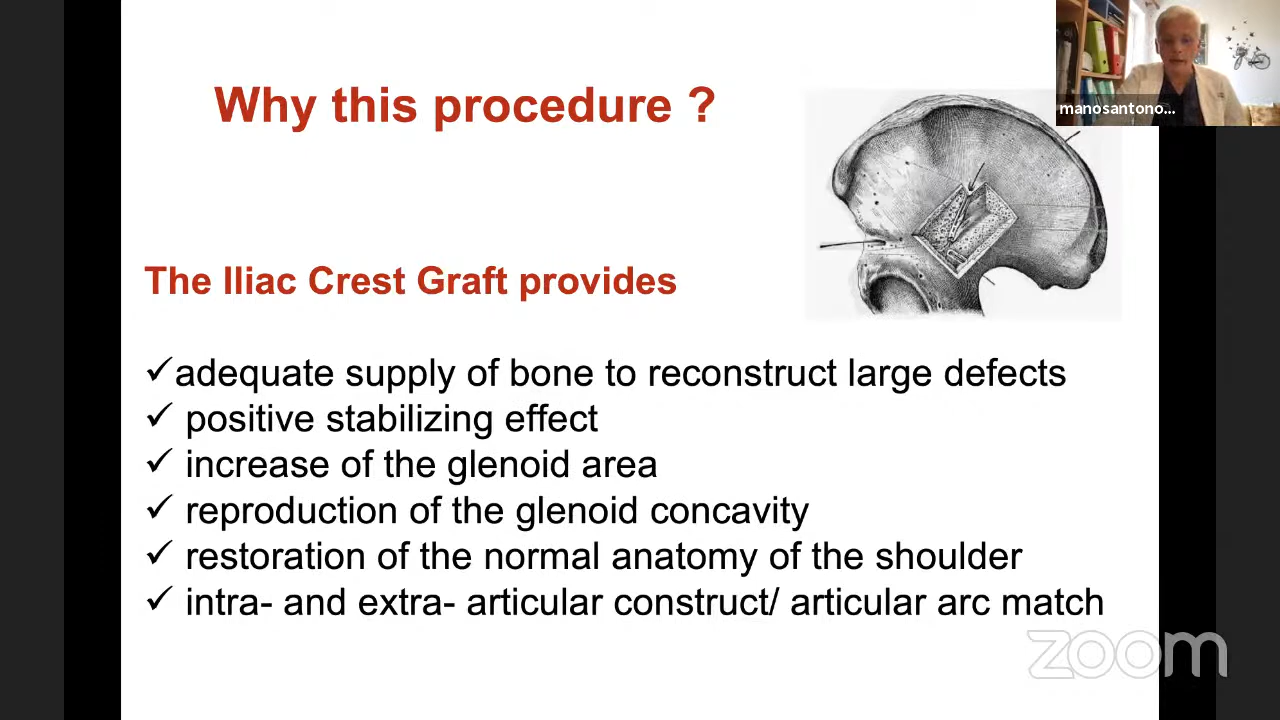 Why this procedure ?
manosantono...
The Iliac Crest Graft provides
✓adequate supply of bone to reconstruct large defects
✓ positive stabilizing effect
✓ increase of the glenoid area
✓ reproduction of the glenoid concavity
✓ restoration of the normal anatomy of the shoulder
✓ intra- and extra- articular construct/ articular arc match
zoom